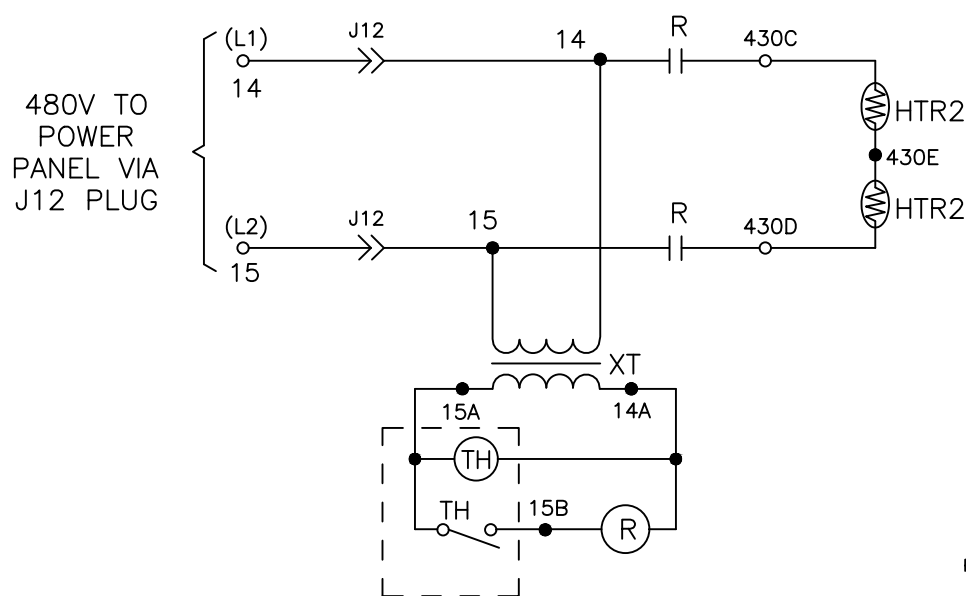 (L1)
J12
14
R
430C
14
480V TO
POWER
PANEL VIA
J12 PLUG
HTR2
430E
HTR2
(L2)
J12
15
R
430D
15
XT
15A
14A
TH
TH
15B
R